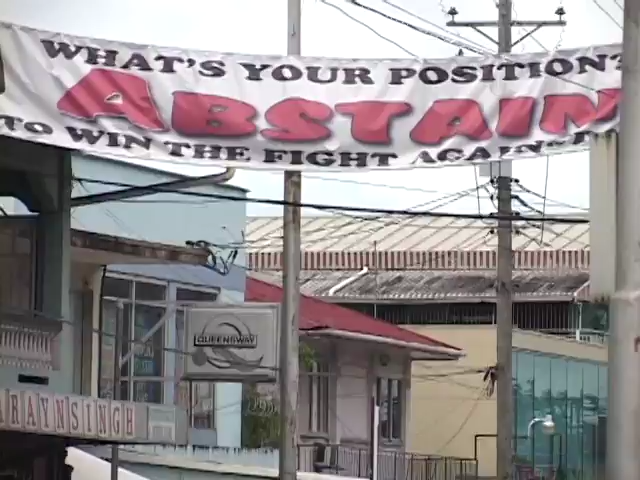 WHAT'S YOUR POSITION?
ABSTAIN
TO WIN THE FIGHT AGAINST
QUEENSWAY
RAYNSINGH